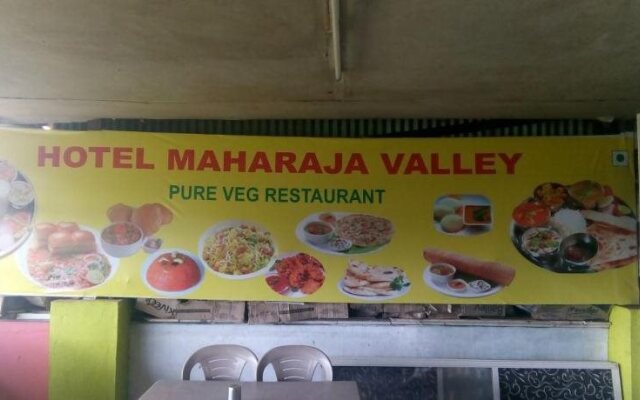 HOTEL MAHARAJA VALLEY
PURE VEG RESTAURANT